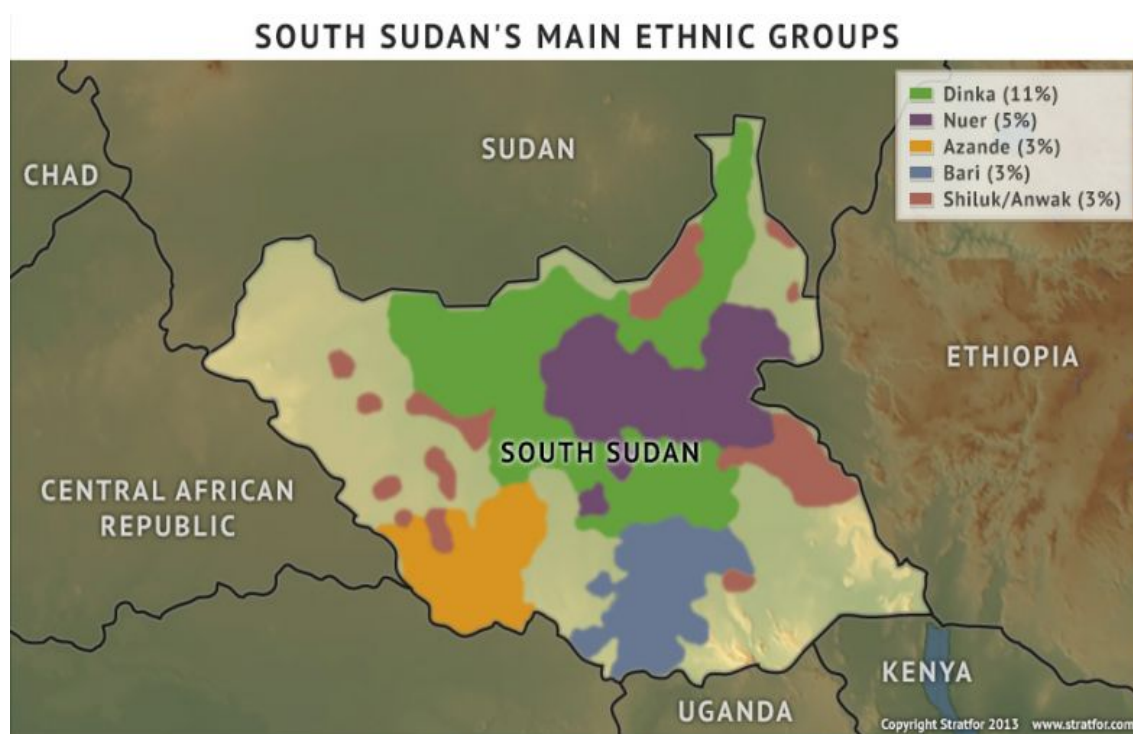 SOUTH SUDAN'S MAIN ETHNIC GROUPS
Dinka (11%)
Nuer (5%)
Azande (3%)
Bari (3%)
Shiluk/Anwak (3%)
SUDAN
CHAD
ETHIOPIA
SOUTH SUDAN
CENTRAL AFRICAN
REPUBLIC
KENYA
UGANDA
Copyright Stratfor 2013 www.stratfor.com